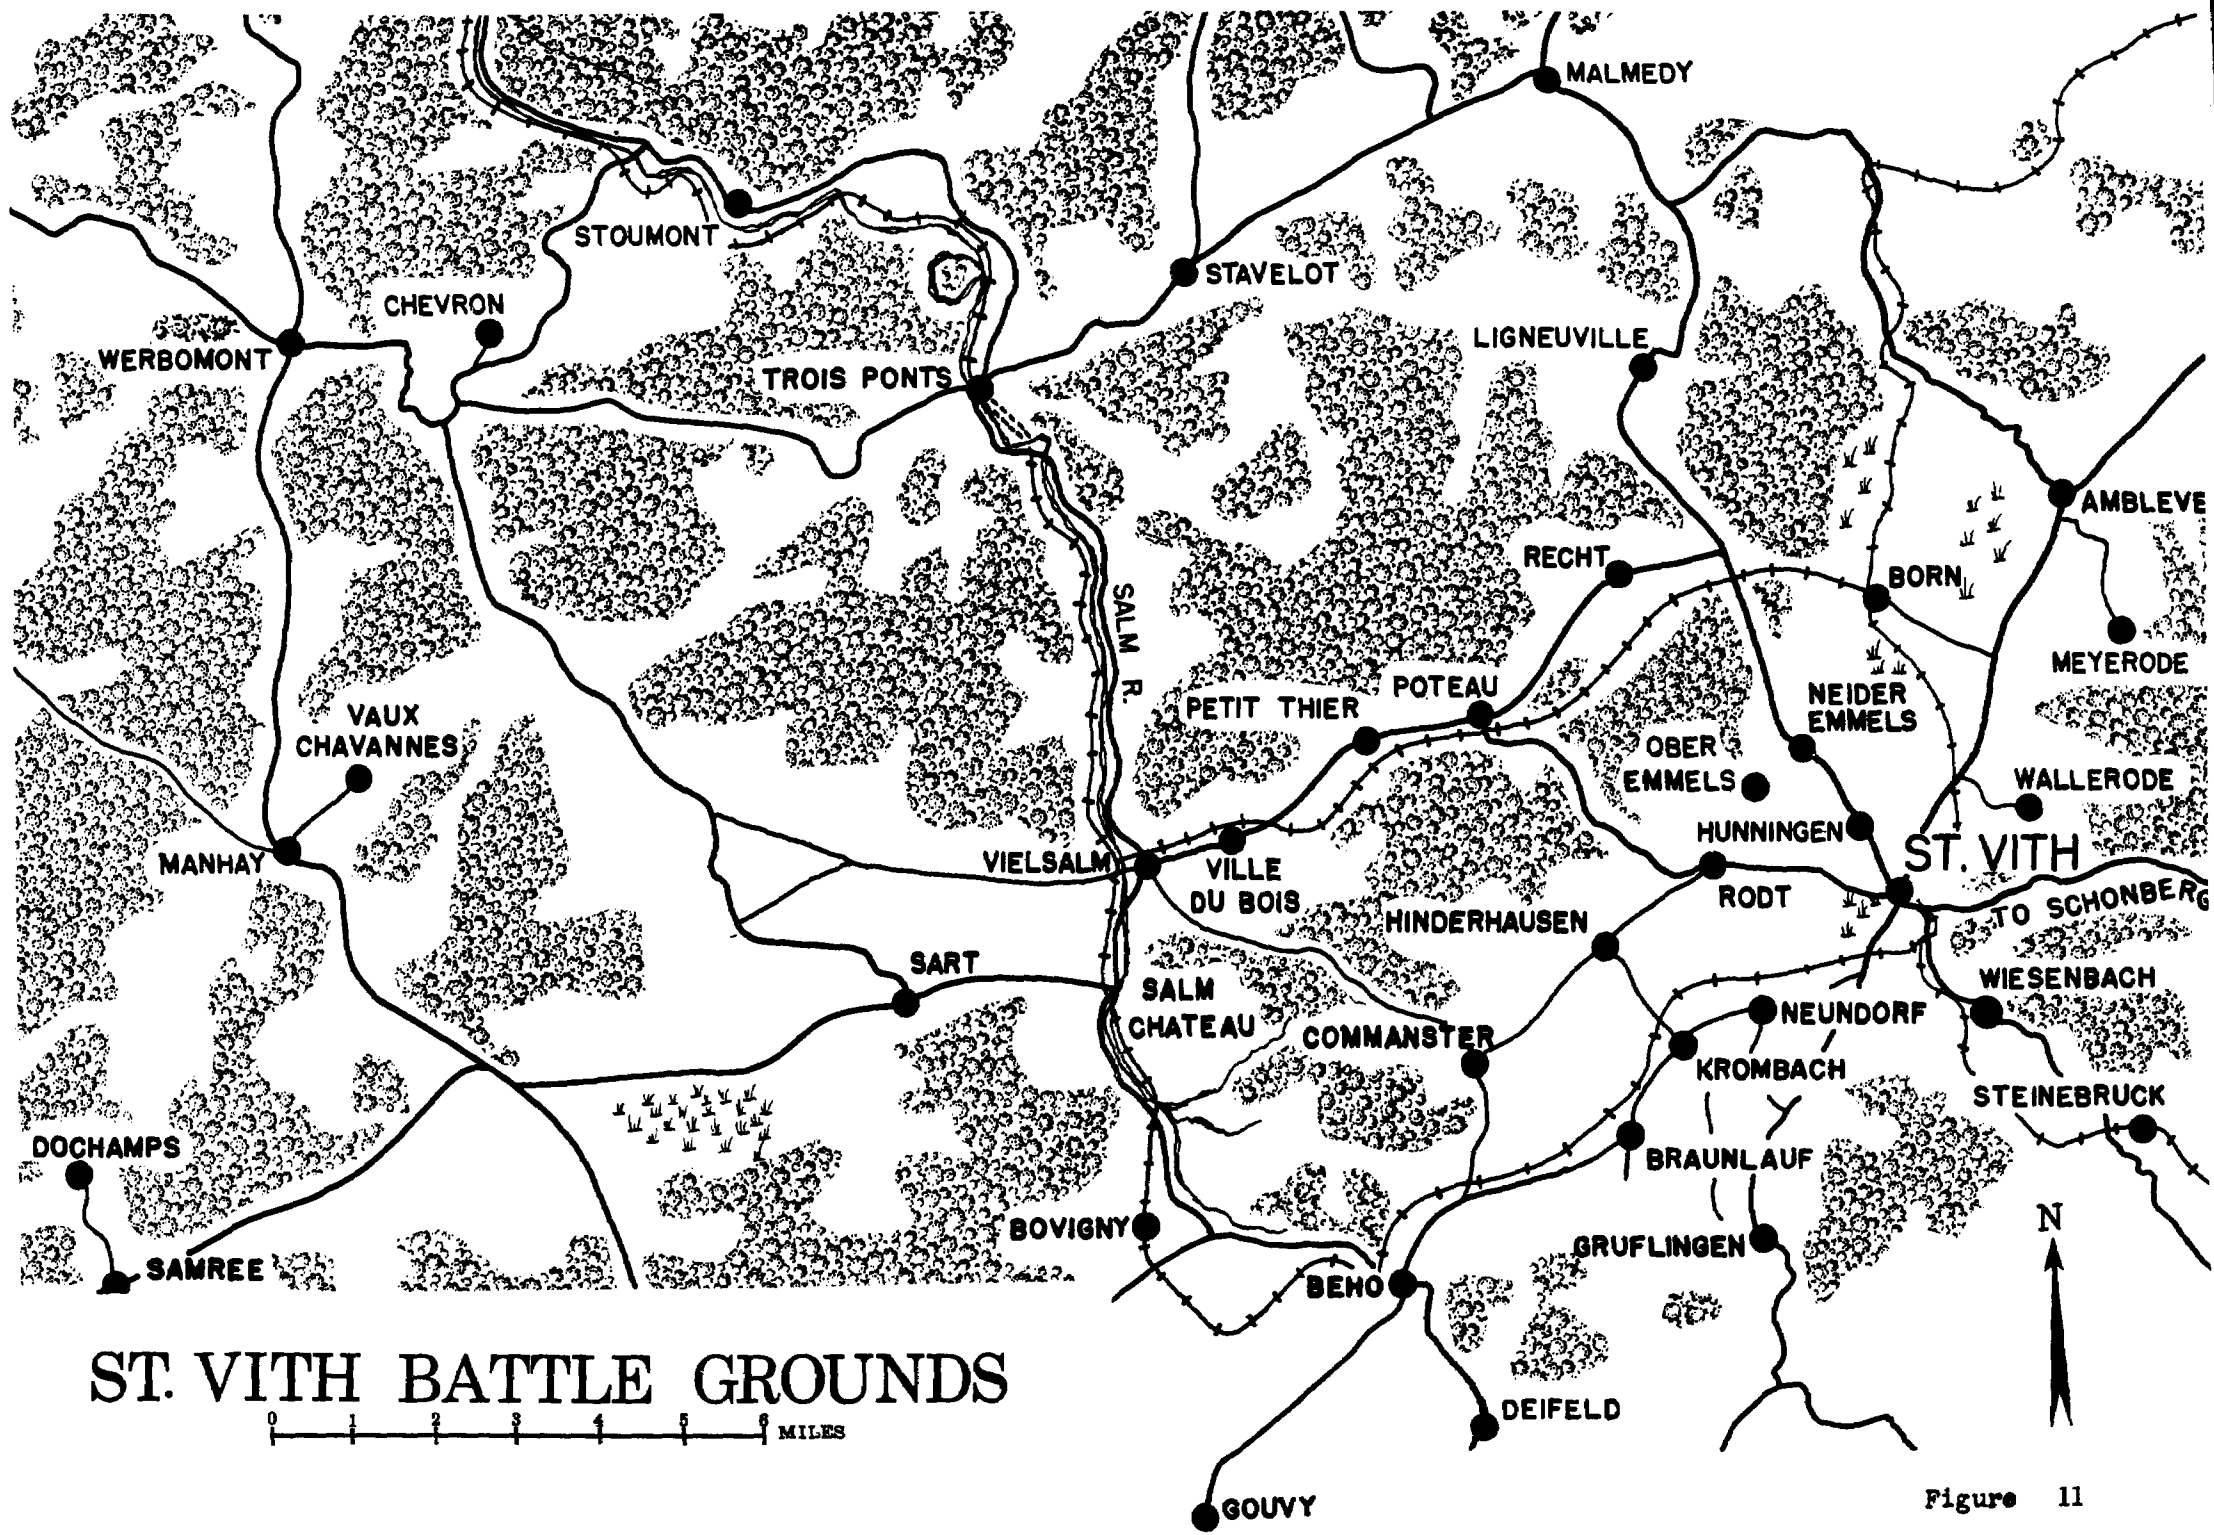 MALMEDY
STOUMONT
STAVELOT
CHEVRON
LIGNEUVILLE
WERBOMONT
TROIS PONTS
AMBLEVE
RECHT
BORN
SALM R.
MEYERODE
POTEAU
PETIT THIER
NEIDER
EMMELS
VAUX
CHAVANNES
OBER
EMMELS
WALLERODE
HUNNINGEN
ST. VITH
MANHAY
VIELSALM
VILLE
DU BOIS
RODT
TO SCHONBERG
HINDERHAUSEN
SART
WIESENBACH
SALM
CHATEAU
NEUNDORF
COMMANSTER
KROMBACH
STEINEBRUCK
DOCHAMPS
BRAUNLAUF
N
BOVIGNY
GRUFLINGEN
SAMREE
BEHO
ST. VITH BATTLE GROUNDS
0 1 2 3 4 5 6
MILES
DEIFELD
GOUVY
Figure 11